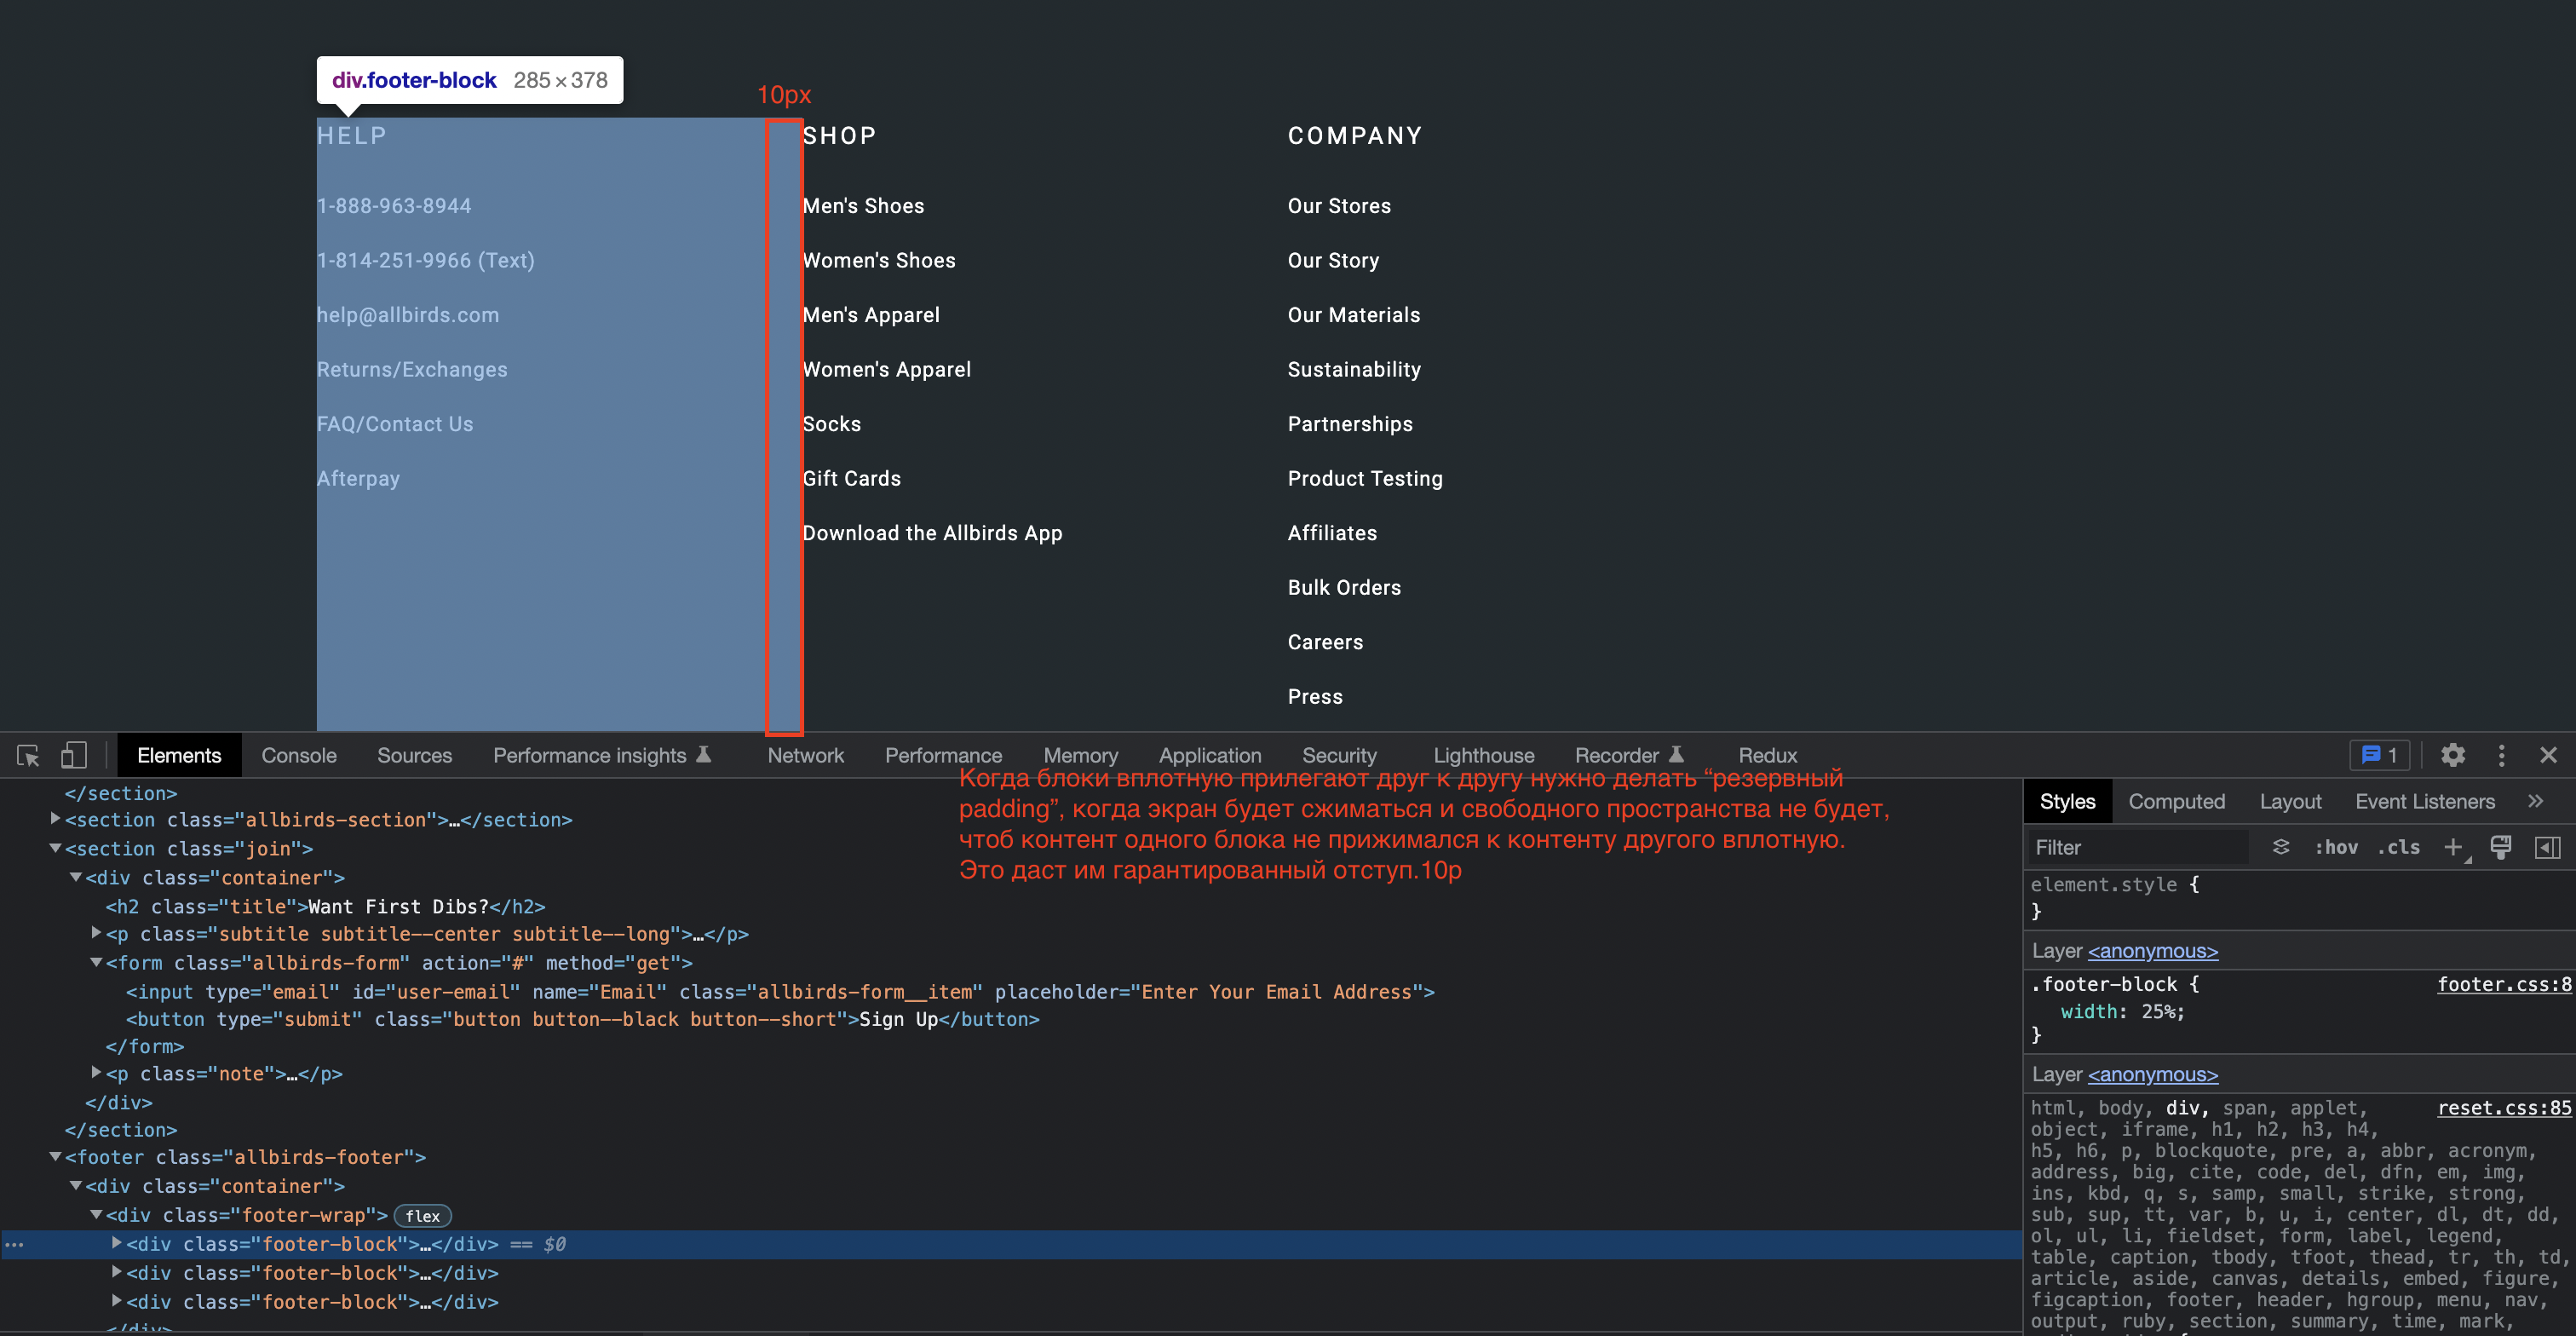 div.footer-block 285 × 378
10px
HELP
1-888-963-8944
1-814-251-9966 (Text)
help@allbirds.com
Returns/Exchanges
FAQ/Contact Us
Afterpay
SHOP
Men's Shoes
Women's Shoes
Men's Apparel
Women's Apparel
Socks
Gift Cards
Download the Allbirds App
COMPANY
Our Stores
Our Story
Our Materials
Sustainability
Partnerships
Product Testing
Affiliates
Bulk Orders
Careers
Press
Elements Console Sources Performance insights Network Performance Memory Application Security Lighthouse Recorder Redux 1
Когда блоки вплотную прилегают друг к другу нужно делать “резервный
padding”, когда экран будет сжиматься и свободного пространства не будет,
чтоб контент одного блока не прижимался к контенту другого вплотную.
Это даст им гарантированный отступ.10р
</section>
<section class="allbirds-section">…</section>
<section class="join">
<div class="container">
<h2 class="title">Want First Dibs?</h2>
<p class="subtitle subtitle--center subtitle--long">…</p>
<form class="allbirds-form" action="#" method="get">
<input type="email" id="user-email" name="Email" class="allbirds-form__item" placeholder="Enter Your Email Address">
<button type="submit" class="button button--black button--short">Sign Up</button>
</form>
<p class="note">…</p>
</div>
</section>
<footer class="allbirds-footer">
<div class="container">
<div class="footer-wrap"> flex
… <div class="footer-block">…</div> == $0
<div class="footer-block">…</div>
<div class="footer-block">…</div>
</div>
Styles Computed Layout Event Listeners »
Filter :hov .cls +
element.style {
}
Layer <anonymous>
.footer-block { footer.css:8
width: 25%;
}
Layer <anonymous>
html, body, div, span, applet, reset.css:85
object, iframe, h1, h2, h3, h4,
h5, h6, p, blockquote, pre, a, abbr, acronym,
address, big, cite, code, del, dfn, em, img,
ins, kbd, q, s, samp, small, strike, strong,
sub, sup, tt, var, b, u, i, center, dl, dt, dd,
ol, ul, li, fieldset, form, label, legend,
table, caption, tbody, tfoot, thead, tr, th, td,
article, aside, canvas, details, embed, figure,
figcaption, footer, header, hgroup, menu, nav,
output, ruby, section, summary, time, mark,